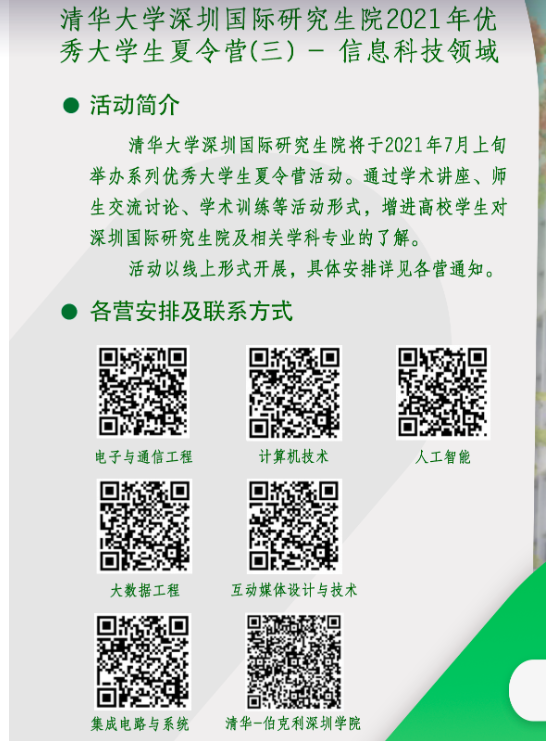 清华大学深圳国际研究生院2021年优
秀大学生夏令营(三) - 信息科技领域
● 活动简介
清华大学深圳国际研究生院将于2021年7月上旬
举办系列优秀大学生夏令营活动。通过学术讲座、师
生交流讨论、学术训练等活动形式，增进高校学生对
深圳国际研究生院及相关学科专业的了解。
活动以线上形式开展，具体安排详见各营通知。
● 各营安排及联系方式
电子与通信工程 计算机技术 人工智能
大数据工程 互动媒体设计与技术
集成电路与系统 清华-伯克利深圳学院